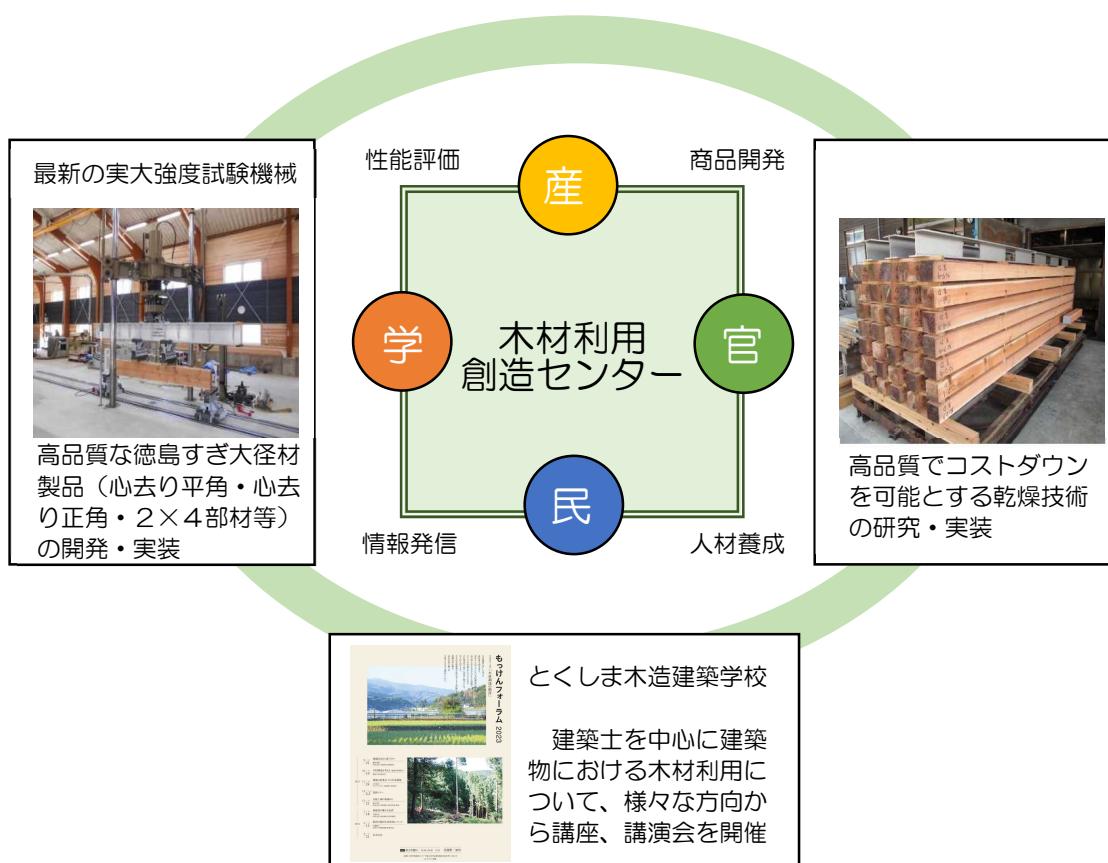 最新の実大強度試験機械
高品質な徳島すぎ大径材
製品（心去り平角・心去
り正角・２×４部材等）
の開発・実装
性能評価
産
商品開発
学
木材利用
創造センター
官
情報発信
民
人材養成
高品質でコストダウン
を可能とする乾燥技術
の研究・実装
もっけんフォーラム 2023
とくしま木造建築学校
建築士を中心に建築
物における木材利用に
ついて、様々な方向か
ら講座、講演会を開催